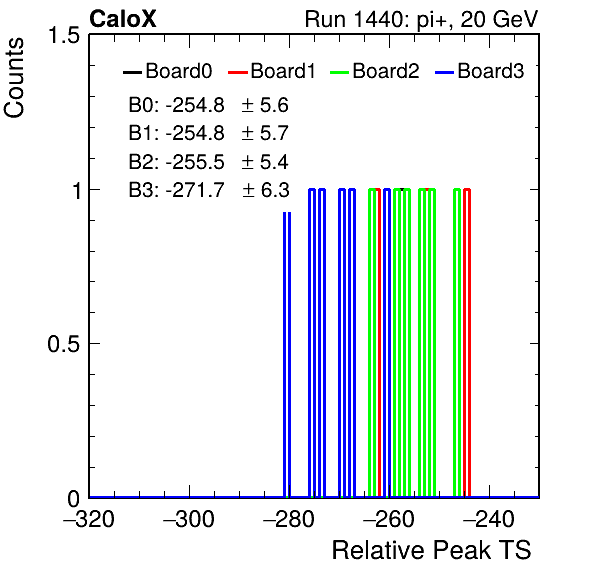 CaloX Run 1440: pi+, 20 GeV
Counts
1.5
Board0 Board1 Board2 Board3
B0: -254.8 ± 5.6
B1: -254.8 ± 5.7
B2: -255.5 ± 5.4
B3: -271.7 ± 6.3
1
0.5
0
−320 −300 −280 −260 −240
Relative Peak TS